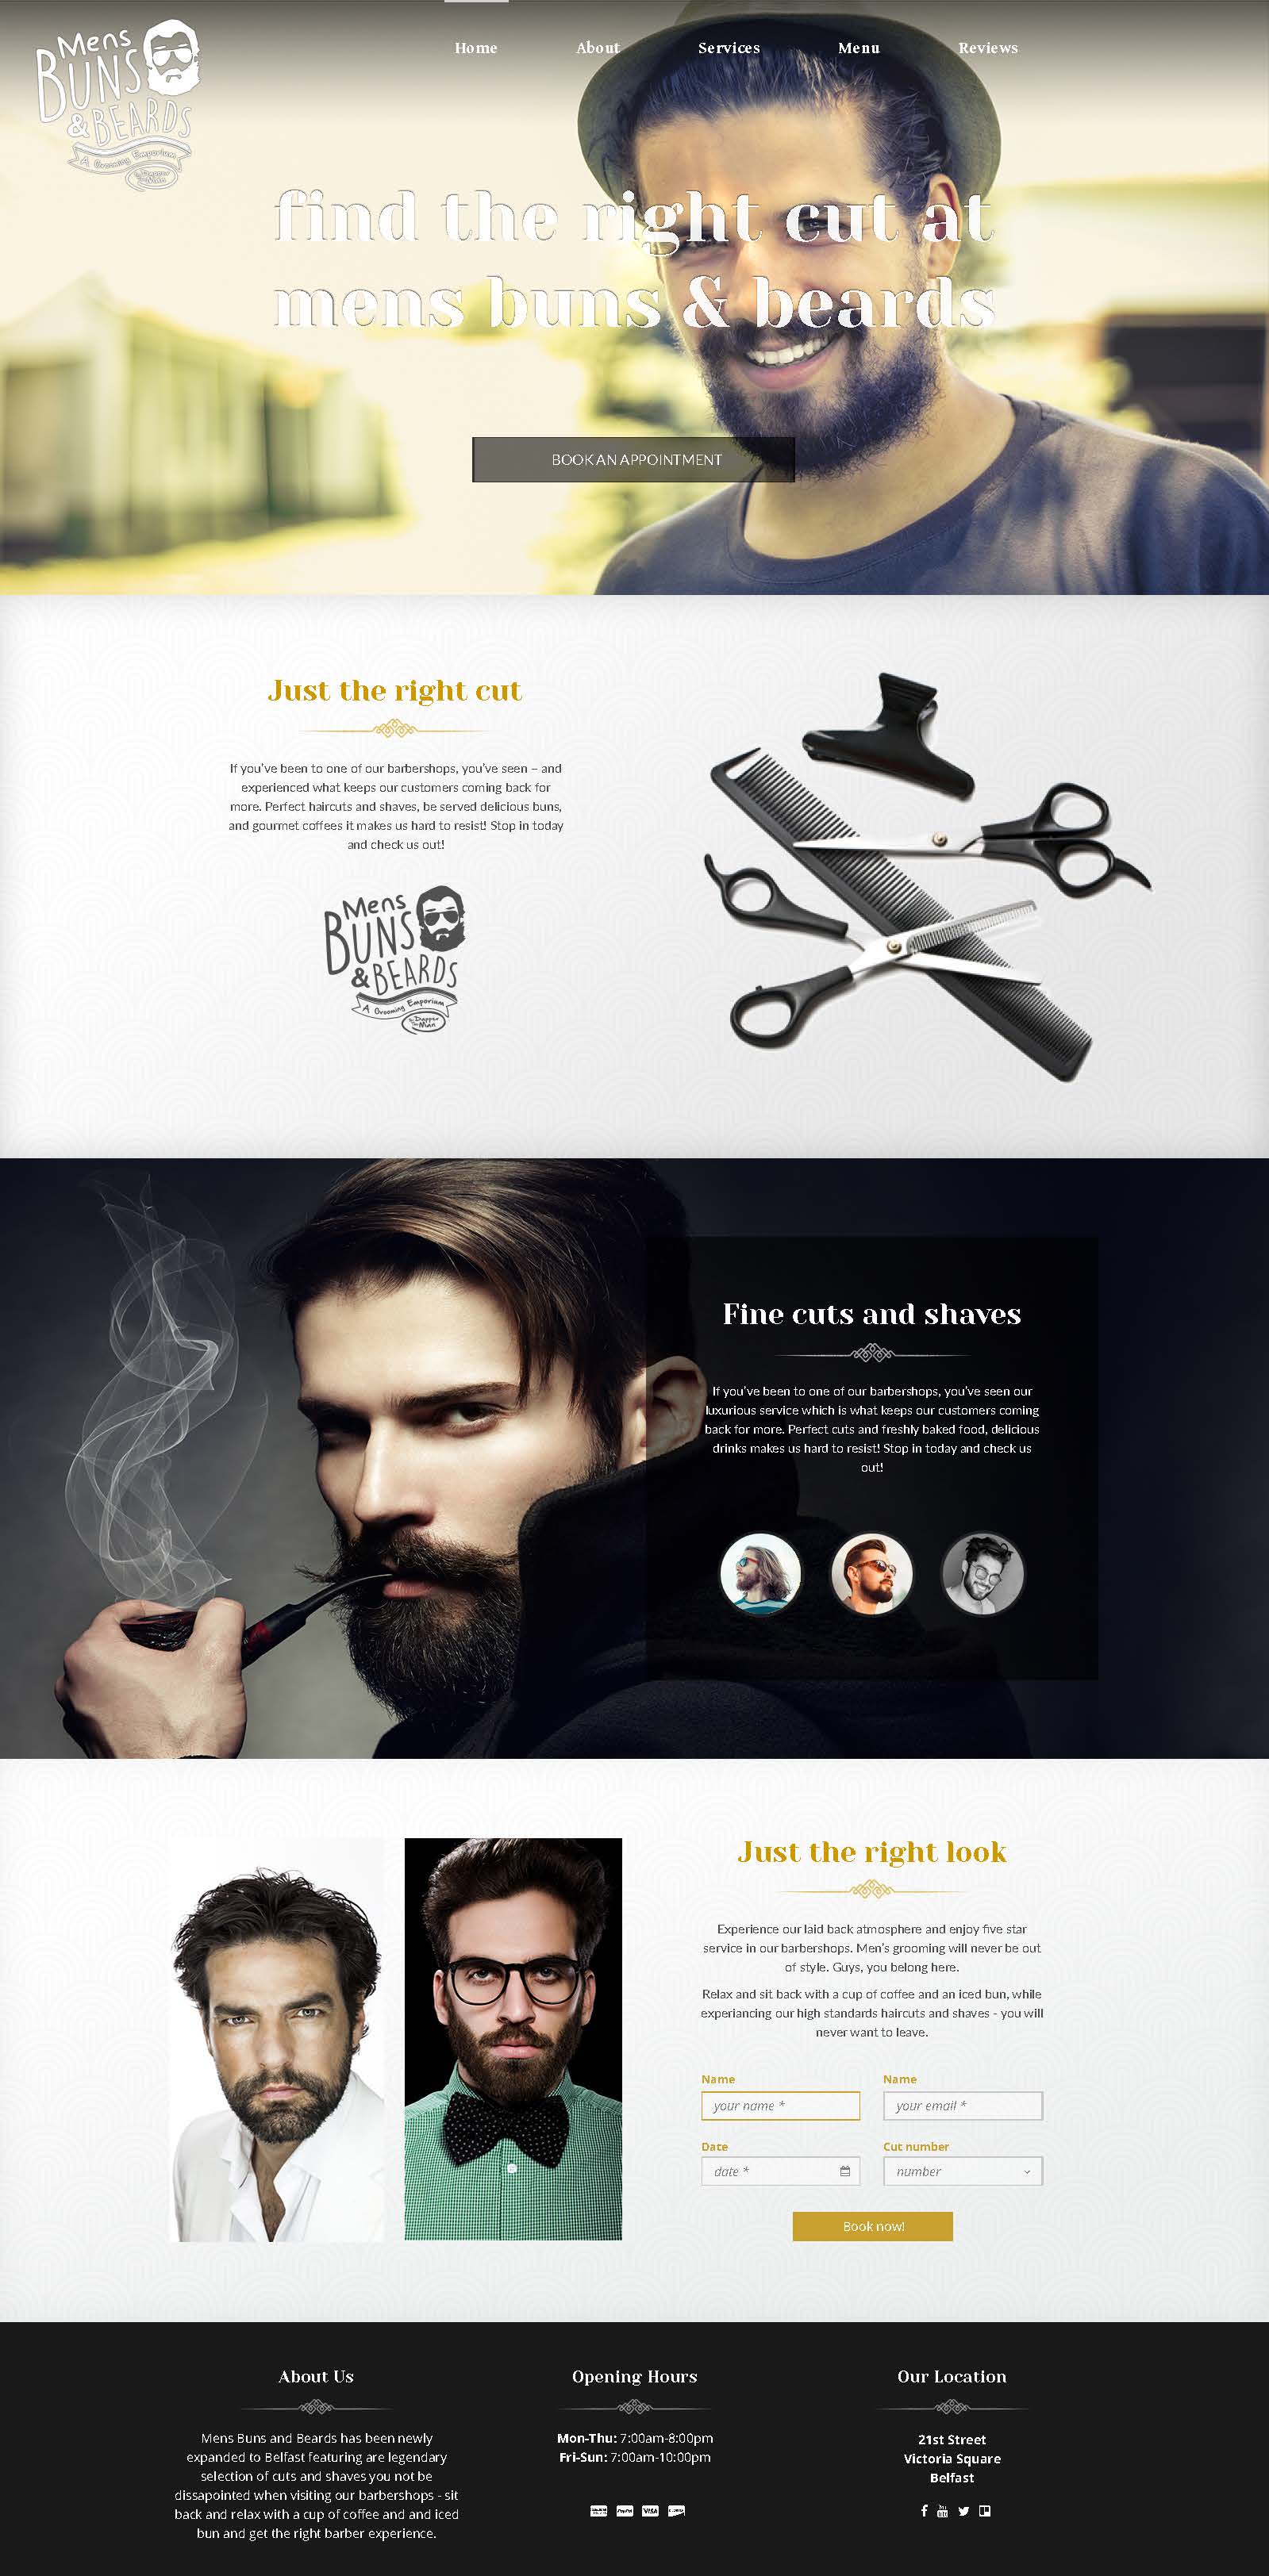 Mens
BUNS
& BEARDS
A Grooming Emporium
Dapper
Man
Home
About
Services
Menu
Reviews
find the right cut at
mens buns & beards
BOOK AN APPOINTMENT
Just the right cut
If you've been to one of our barbershops, you've seen – and
experienced what keeps our customers coming back for
more. Perfect haircuts and shaves, be served delicious buns,
and gourmet coffees it makes us hard to resist! Stop in today
and check us out!
Mens
BUNS
& BEARDS
A Grooming Emporium
Dapper
Man
Fine cuts and shaves
If you've been to one of our barbershops, you've seen our
luxurious service which is what keeps our customers coming
back for more. Perfect cuts and freshly baked food, delicious
drinks makes us hard to resist! Stop in today and check us
out!
Just the right look
Experience our laid back atmosphere and enjoy five star
service in our barbershops. Men's grooming will never be out
of style. Guys, you belong here.
Relax and sit back with a cup of coffee and an iced bun, while
experiancing our high standards haircuts and shaves - you will
never want to leave.
Name
Name
your name *
your email *
Date
Cut number
date *
number
Book now!
About Us
Mens Buns and Beards has been newly
expanded to Belfast featuring are legendary
selection of cuts and shaves you not be
dissapointed when visiting our barbershops - sit
back and relax with a cup of coffee and and iced
bun and get the right barber experience.
Opening Hours
Mon-Thu: 7:00am-8:00pm
Fri-Sun: 7:00am-10:00pm
PayPal
VISA
Our Location
21st Street
Victoria Square
Belfast